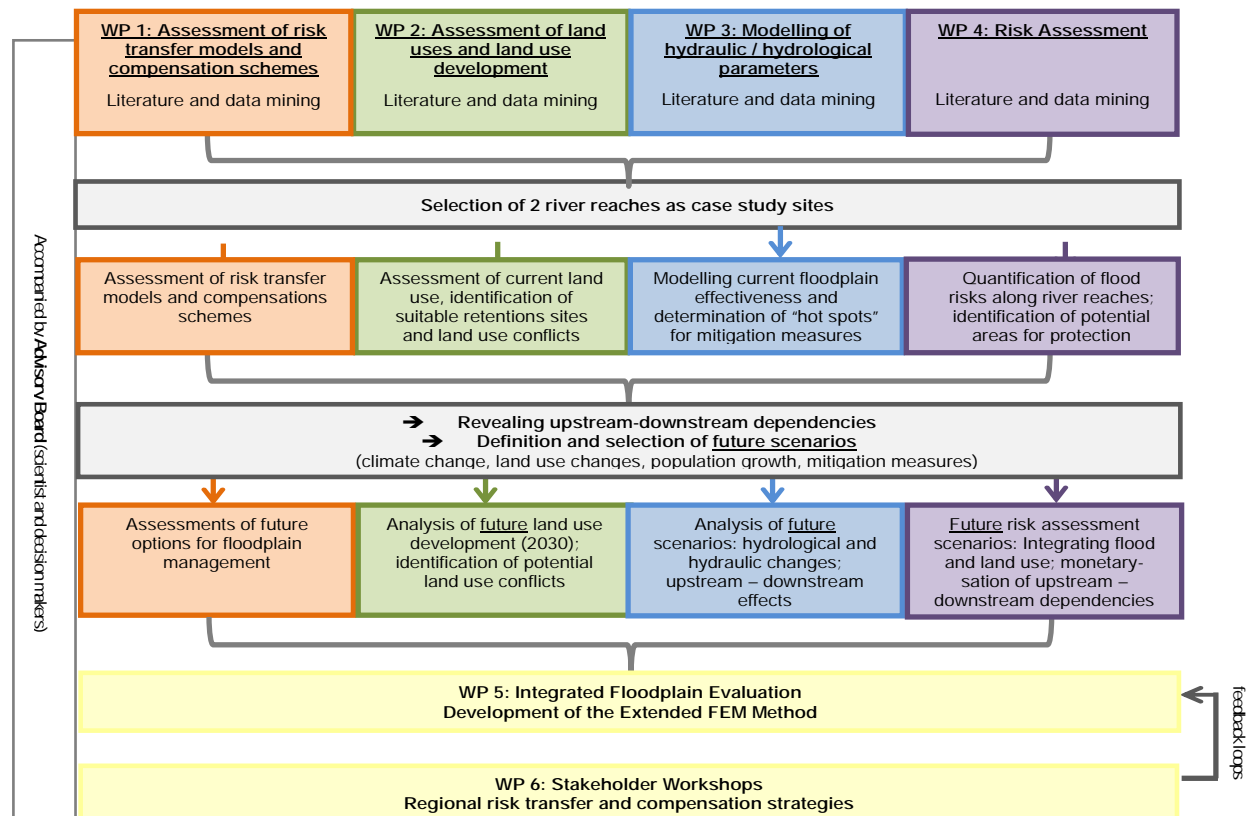 WP 1: Assessment of risk
transfer models and
compensation schemes
Literature and data mining
WP 2: Assessment of land
uses and land use
development
Literature and data mining
WP 3: Modelling of
hydraulic / hydrological
parameters
Literature and data mining
WP 4: Risk Assessment
Literature and data mining
Selection of 2 river reaches as case study sites
Assessment of risk transfer
models and compensations
schemes
Assessment of current land
use, identification of
suitable retentions sites
and land use conflicts
Modelling current floodplain
effectiveness and
determination of "hot spots"
for mitigation measures
Quantification of flood
risks along river reaches;
identification of potential
areas for protection
➔ Revealing upstream-downstream dependencies
➔ Definition and selection of future scenarios
(climate change, land use changes, population growth, mitigation measures)
Assessments of future
options for floodplain
management
Analysis of future land use
development (2030);
identification of potential
land use conflicts
Analysis of future
scenarios: hydrological and
hydraulic changes;
upstream – downstream
effects
Future risk assessment
scenarios: Integrating flood
and land use; monetary-
sation of upstream –
downstream dependencies
WP 5: Integrated Floodplain Evaluation
Development of the Extended FEM Method
WP 6: Stakeholder Workshops
Regional risk transfer and compensation strategies
Accompanied by Advisory Board (scientist and decision makers)
feedback loops